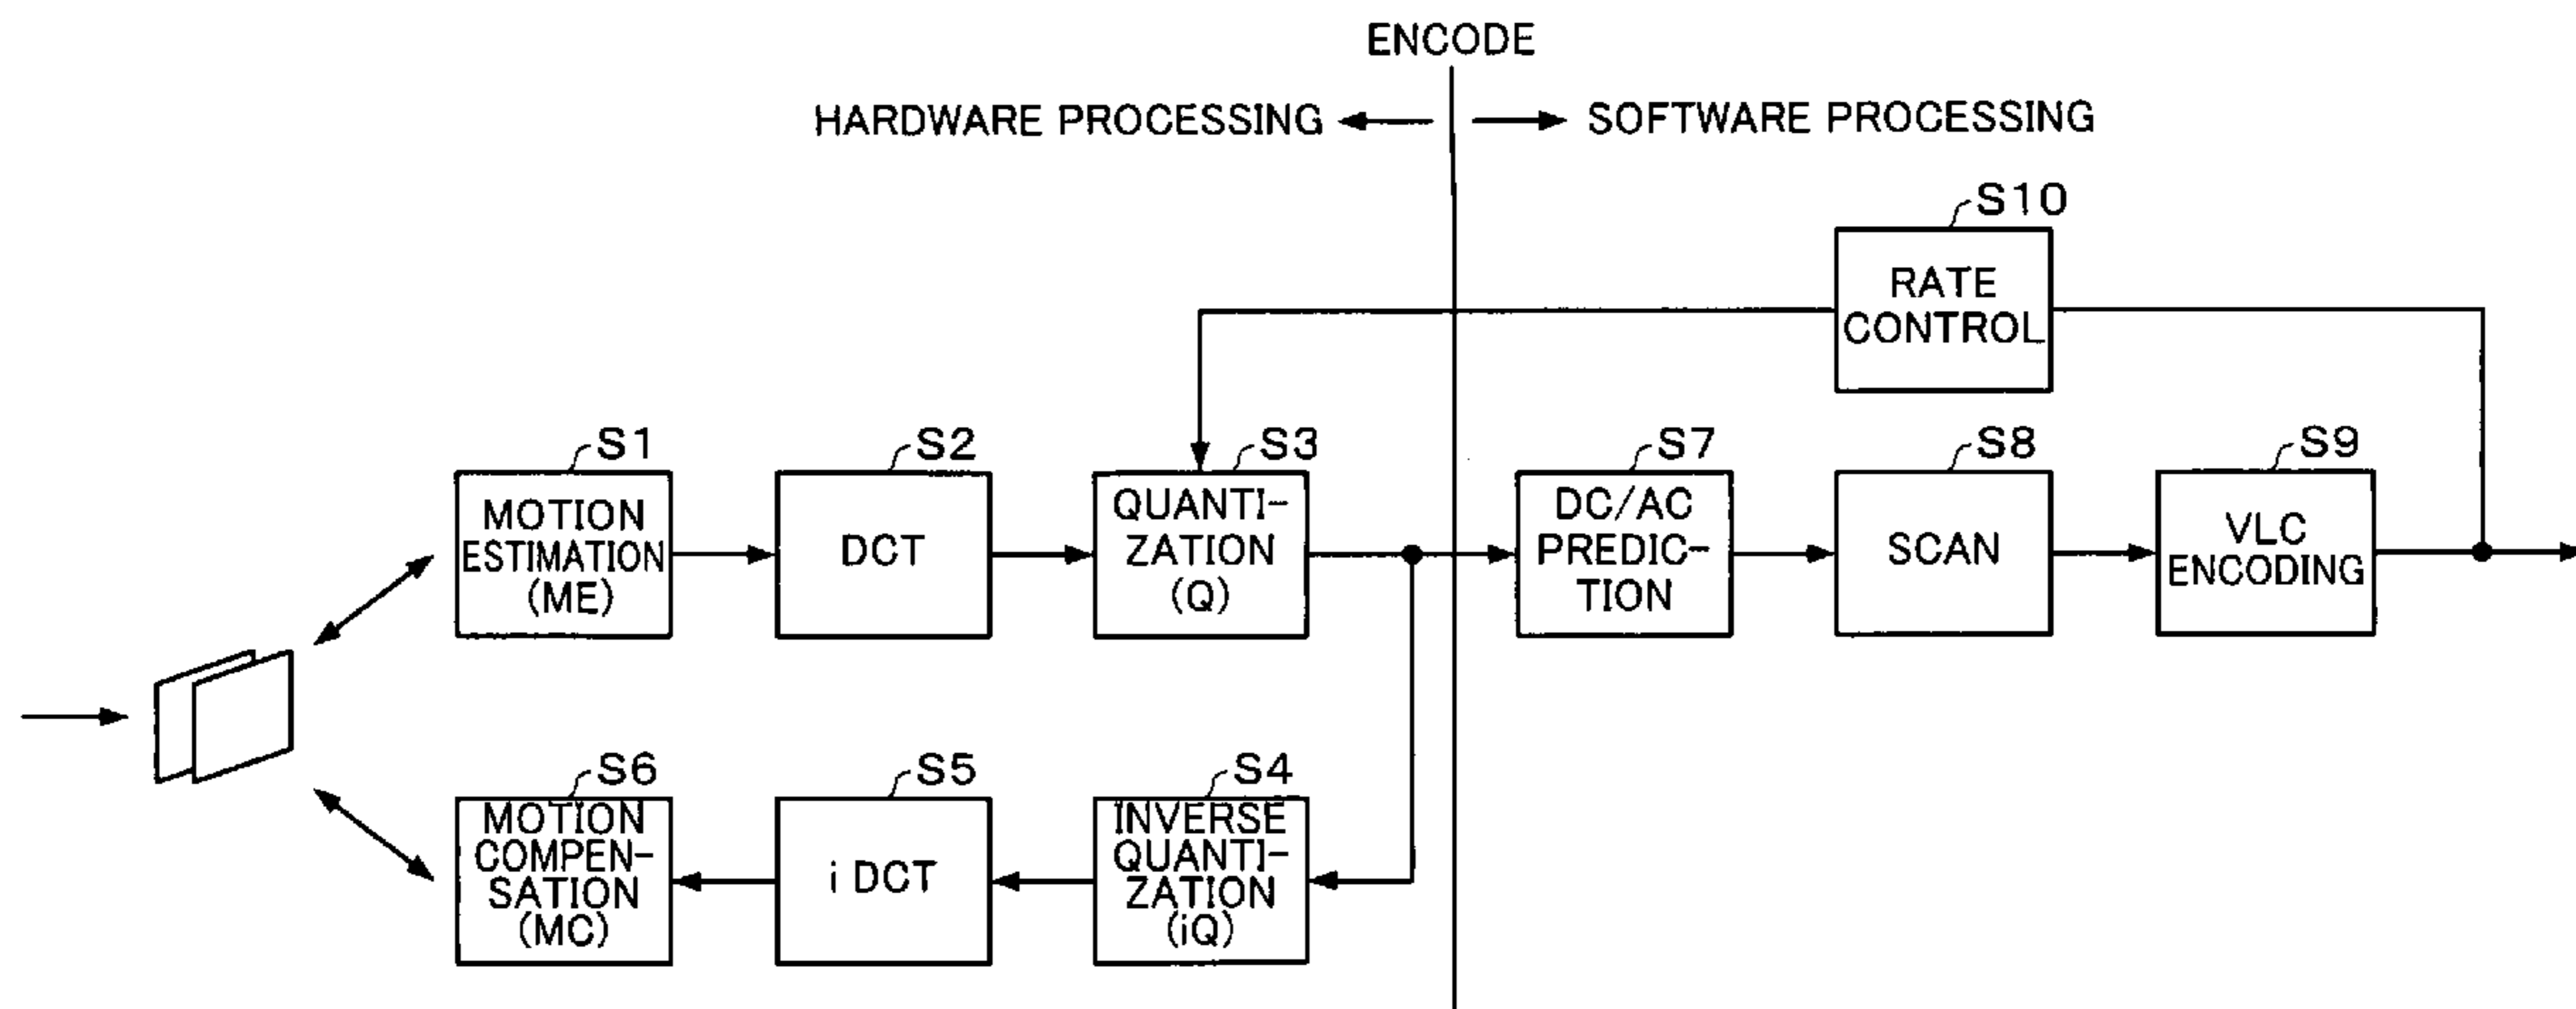 ENCODE
HARDWARE PROCESSING
SOFTWARE PROCESSING
S10
RATE
CONTROL
S1
MOTION
ESTIMATION
(ME)
S2
DCT
S3
QUANTI-
ZATION
(Q)
S7
DC/AC
PREDIC-
TION
S8
SCAN
S9
VLC
ENCODING
S6
MOTION
COMPEN-
SATION
(MC)
S5
i DCT
S4
INVERSE
QUANTI-
ZATION
(iQ)